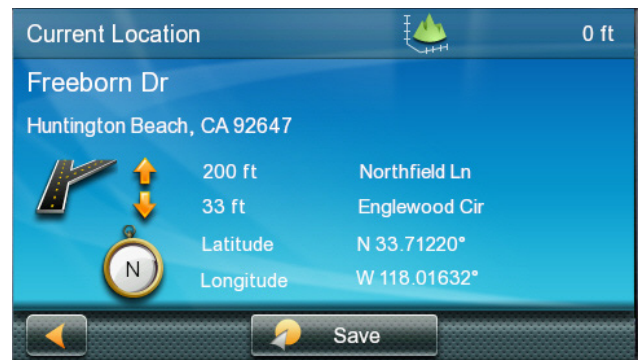 Current Location 0 ft
Freeborn Dr
Huntington Beach, CA 92647
200 ft Northfield Ln
33 ft Englewood Cir
Latitude N 33.71220°
N
Longitude W 118.01632°
Save